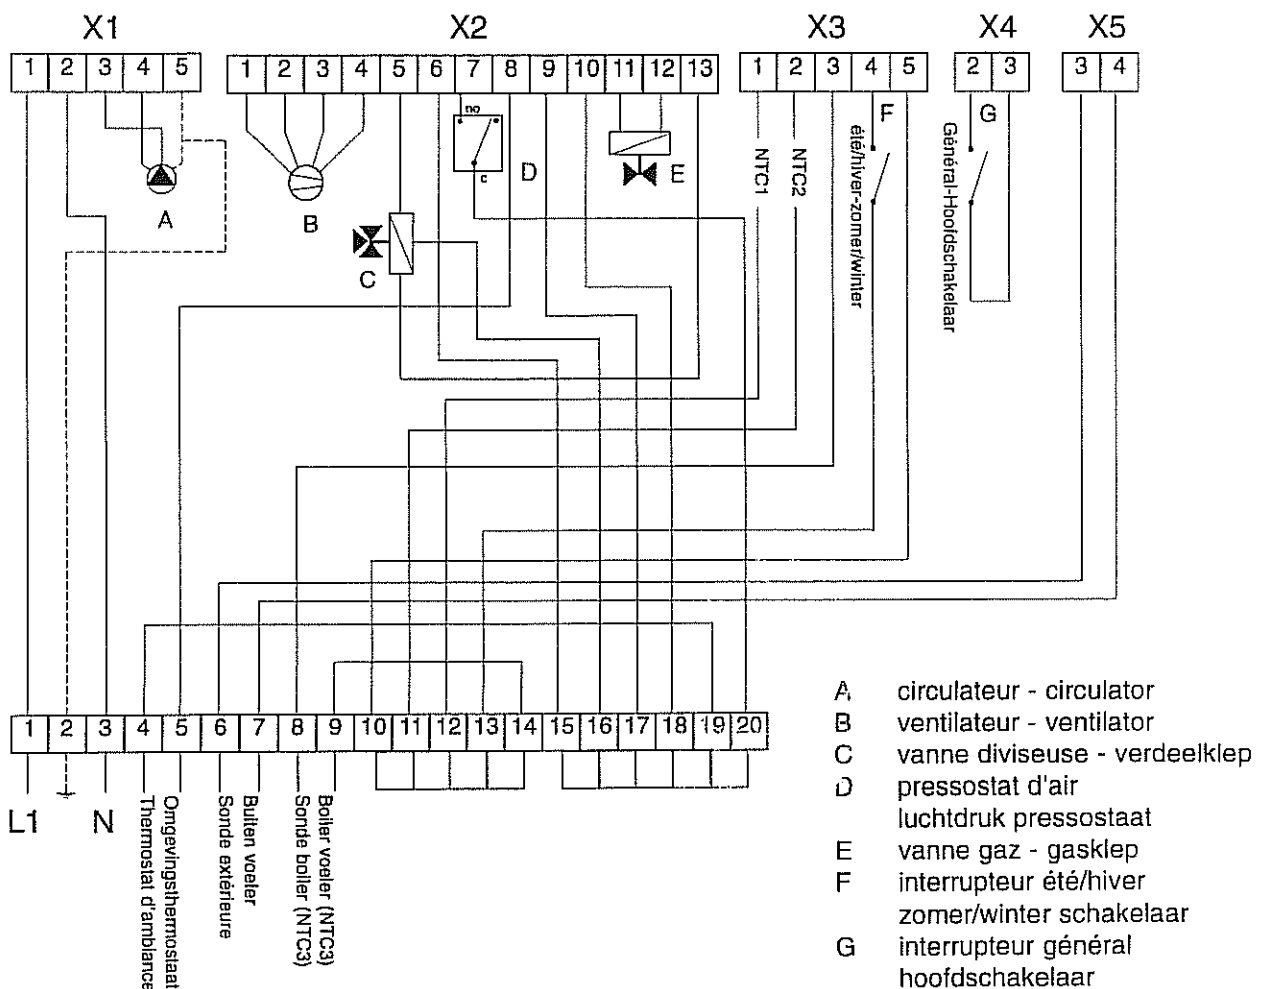 X1 X2 X3 X4 X5
1 2 3 4 5 1 2 3 4 5 6 7 8 9 10 11 12 13 1 2 3 4 5 2 3 3 4
no
c
A
B
C
D
E
F
G
NTC1
NTC2
été/hiver-zomer/winter
Général-Hoofdschakelaar
1 2 3 4 5 6 7 8 9 10 11 12 13 14 15 16 17 18 19 20
L1
N
Omgevingsthermostaat
Thermostat d'ambiance
Buiten voeler
Sonde extérieure
Boiler voeler (NTC3)
Sonde boiler (NTC3)
A circulateur - circulator
B ventilateur - ventilator
C vanne diviseuse - verdeelklep
D pressostat d'air
luchtdruk pressostaat
E vanne gaz - gasklep
F interrupteur été/hiver
zomer/winter schakelaar
G interrupteur général
hoofdschakelaar